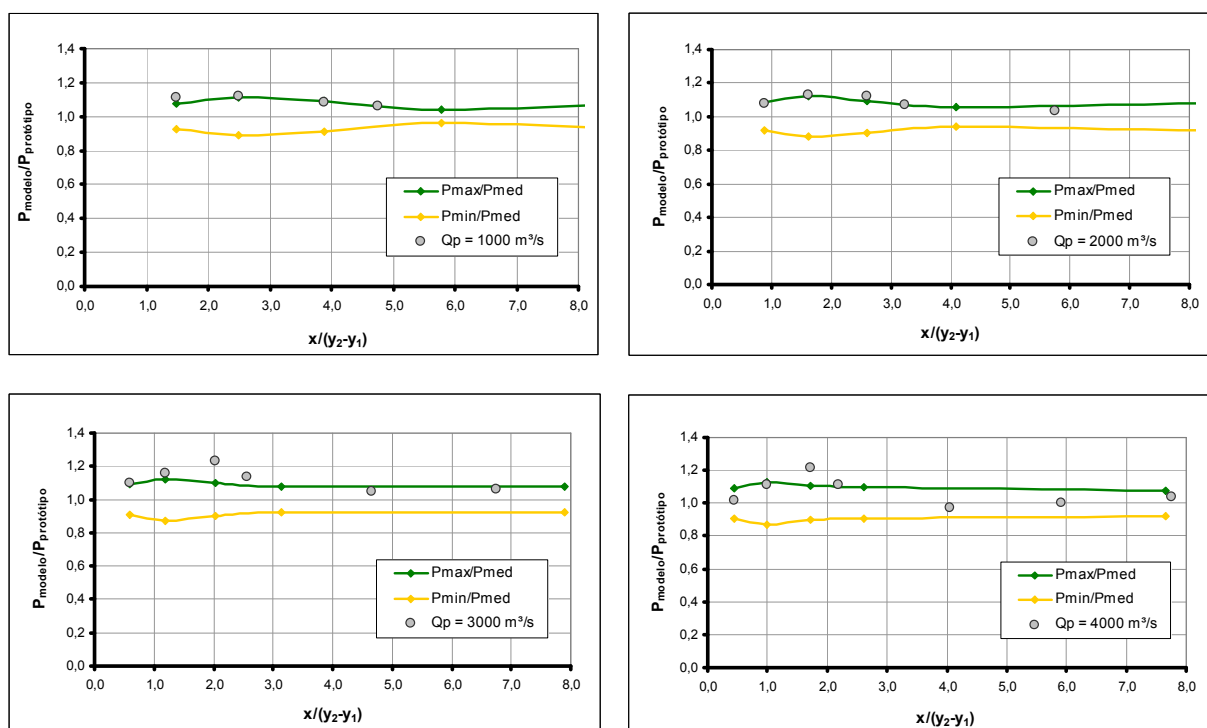 1,4
1,2
1,0
0,8
0,6
0,4
0,2
0,0
Pmodelo/Pprotótipo
Pmax/Pmed
Pmin/Pmed
Qp = 1000 m³/s
0,0 1,0 2,0 3,0 4,0 5,0 6,0 7,0 8,0
x/(y2-y1)
1,4
1,2
1,0
0,8
0,6
0,4
0,2
0,0
Pmodelo/Pprotótipo
Pmax/Pmed
Pmin/Pmed
Qp = 2000 m³/s
0,0 1,0 2,0 3,0 4,0 5,0 6,0 7,0 8,0
x/(y2-y1)
1,4
1,2
1,0
0,8
0,6
0,4
0,2
0,0
Pmodelo/Pprotótipo
Pmax/Pmed
Pmin/Pmed
Qp = 3000 m³/s
0,0 1,0 2,0 3,0 4,0 5,0 6,0 7,0 8,0
x/(y2-y1)
1,4
1,2
1,0
0,8
0,6
0,4
0,2
0,0
Pmodelo/Pprotótipo
Pmax/Pmed
Pmin/Pmed
Qp = 4000 m³/s
0,0 1,0 2,0 3,0 4,0 5,0 6,0 7,0 8,0
x/(y2-y1)